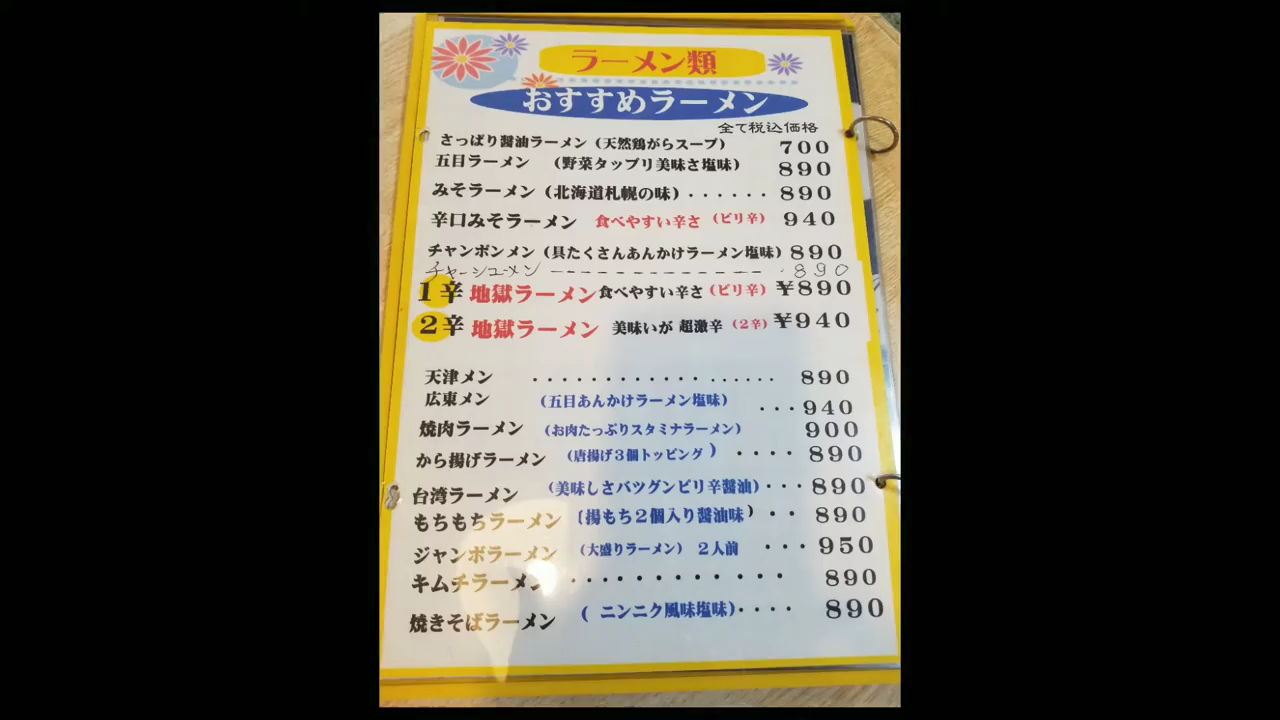 ラーメン類
おすすめラーメン
全て税込価格
さっぱり醤油ラーメン（天然鶏がらスープ） 700
五目ラーメン （野菜タップリ美味さ塩味） 890
みそラーメン（北海道札幌の味）・・・・・・ 890
辛口みそラーメン 食べやすい辛さ（ピリ辛） 940
チャンポンメン（具たくさんあんかけラーメン塩味）890
チャーシューメン ------------- 890
1辛 地獄ラーメン 食べやすい辛さ（ピリ辛）¥890
2辛 地獄ラーメン 美味いが 超激辛（2辛）¥940
天津メン ・・・・・・・・・・・・・・・・・・ 890
広東メン （五目あんかけラーメン塩味） ・・・940
焼肉ラーメン （お肉たっぷりスタミナラーメン） 900
から揚げラーメン （唐揚げ3個トッピング ）・・・・890
台湾ラーメン （美味しさバツグンピリ辛醤油）・・・890
もちもちラーメン 〔揚もち2個入り醤油味）・・ 890
ジャンボラーメン （大盛りラーメン） 2人前 ・・・950
キムチラーメン ・・・・・・・・・・・・ 890
焼きそばラーメン （ ニンニク風味塩味）・・・・ 890